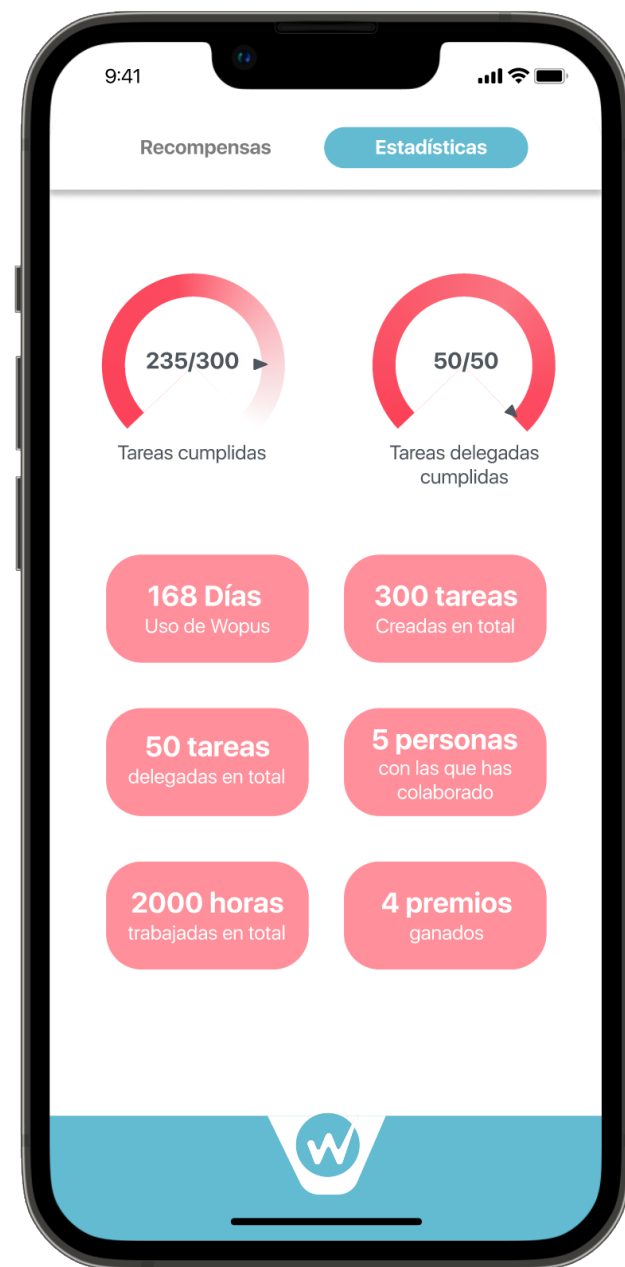 9:41
Recompensas
Estadísticas
235/300
50/50
Tareas cumplidas
Tareas delegadas
cumplidas
168 Días
Uso de Wopus
300 tareas
Creadas en total
50 tareas
delegadas en total
5 personas
con las que has
colaborado
2000 horas
trabajadas en total
4 premios
ganados
W